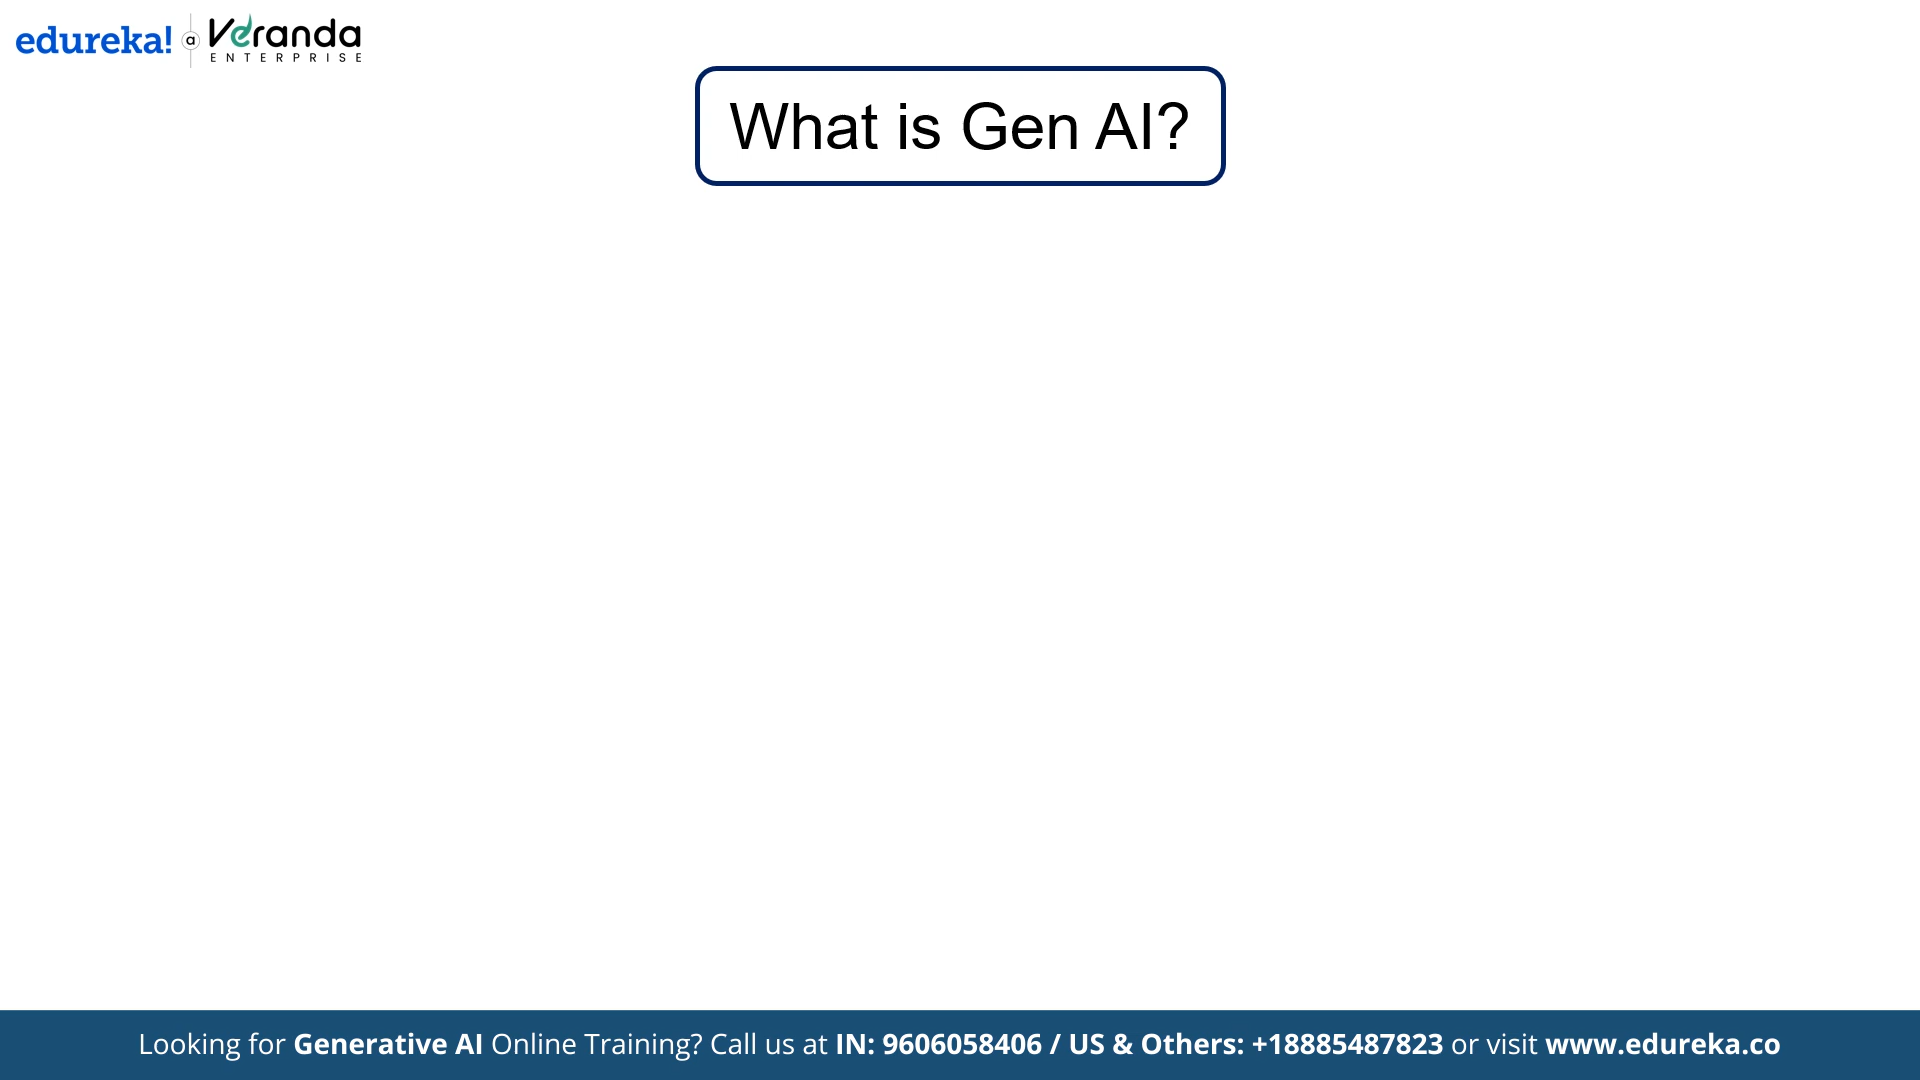 edureka! a Veranda
ENTERPRISE
What is Gen AI?
Looking for Generative AI Online Training? Call us at IN: 9606058406 / US & Others: +18885487823 or visit www.edureka.co